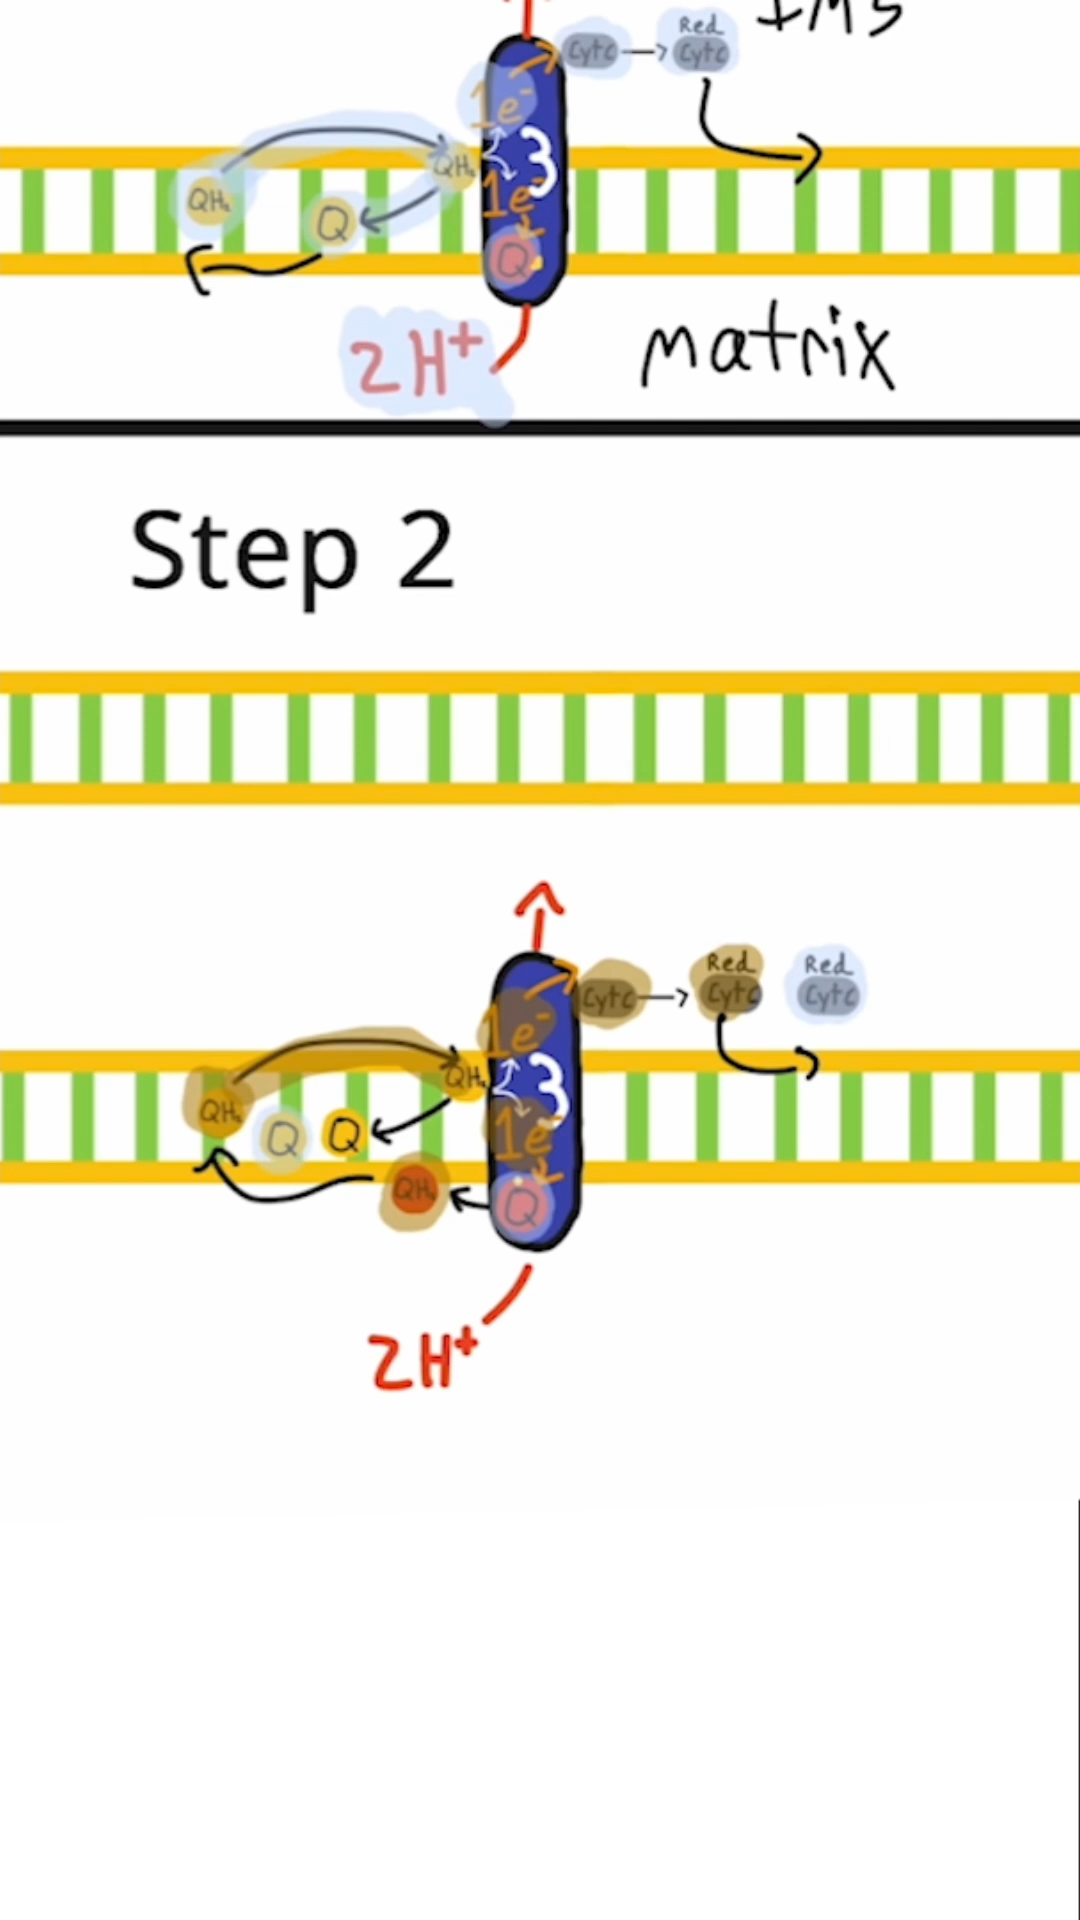 IMS
Cytc → Red
Cytc
1e-
QH₂
QH₂
3
1e-
Q
Q
2H+
matrix
Step 2
Cytc → Red
Cytc
Red
Cytc
1e-
QH₂
QH₂
3
1e-
Q
Q
QH₂
Q
2H+